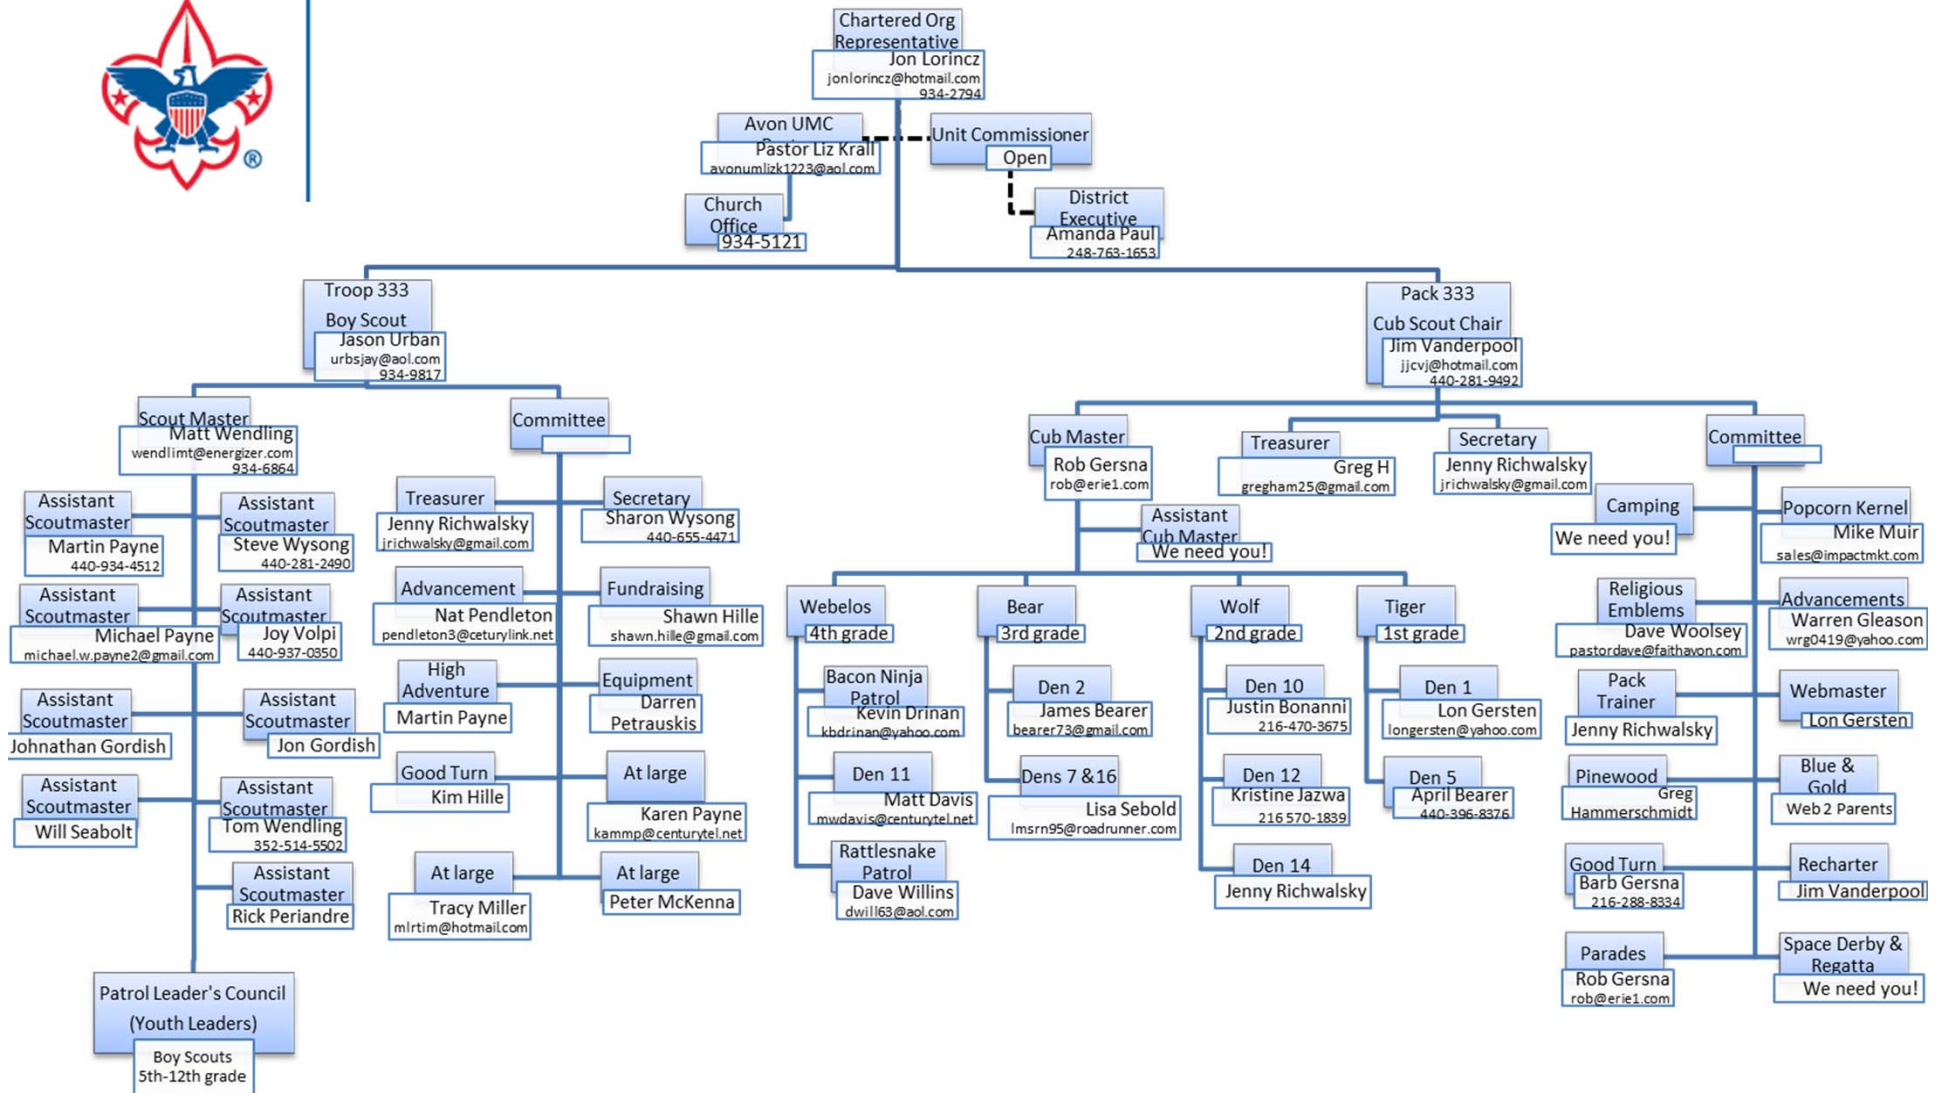 Chartered Org
Representative
Jon Lorincz
jonlorincz@hotmail.com
934-2794
Avon UMC
Pastor Liz Krall
avonumlizk1223@aol.com
Unit Commissioner
Open
Church
Office
934-5121
District
Executive
Amanda Paul
248-763-1653
Troop 333
Boy Scout
Jason Urban
urbsjay@aol.com
934-9817
Pack 333
Cub Scout Chair
Jim Vanderpool
jjcvj@hotmail.com
440-281-9492
Scout Master
Matt Wendling
wendlimt@energizer.com
934-6864
Assistant
Scoutmaster
Martin Payne
440-934-4512
Assistant
Scoutmaster
Steve Wysong
440-281-2490
Assistant
Scoutmaster
Michael Payne
michael.w.payne2@gmail.com
Assistant
Scoutmaster
Joy Volpi
440-937-0350
Assistant
Scoutmaster
Johnathan Gordish
Assistant
Scoutmaster
Jon Gordish
Assistant
Scoutmaster
Will Seabolt
Assistant
Scoutmaster
Tom Wendling
352-514-5502
Assistant
Scoutmaster
Rick Periandre
Patrol Leader's Council
(Youth Leaders)
Boy Scouts
5th-12th grade
Committee
Treasurer
Jenny Richwalsky
jrichwalsky@gmail.com
Secretary
Sharon Wysong
440-655-4471
Advancement
Nat Pendleton
pendleton3@ceturylink.net
Fundraising
Shawn Hille
shawn.hille@gmail.com
High
Adventure
Martin Payne
Equipment
Darren
Petrauskis
Good Turn
Kim Hille
At large
Karen Payne
kammp@centurytel.net
At large
Tracy Miller
mlrtim@hotmail.com
At large
Peter McKenna
Cub Master
Rob Gersna
rob@erie1.com
Treasurer
Greg H
gregham25@gmail.com
Secretary
Jenny Richwalsky
jrichwalsky@gmail.com
Assistant
Cub Master
We need you!
Webelos
4th grade
Bacon Ninja
Patrol
Kevin Drinan
kbdrinan@yahoo.com
Den 11
Matt Davis
mwdavis@centurytel.net
Rattlesnake
Patrol
Dave Willins
dwill63@aol.com
Bear
3rd grade
Den 2
James Bearer
bearer73@gmail.com
Dens 7 &16
Lisa Sebold
lmsrn95@roadrunner.com
Wolf
2nd grade
Den 10
Justin Bonanni
216-470-3675
Den 12
Kristine Jazwa
216 570-1839
Den 14
Jenny Richwalsky
Tiger
1st grade
Den 1
Lon Gersten
longersten@yahoo.com
Den 5
April Bearer
440-396-8376
Committee
Camping
We need you!
Popcorn Kernel
Mike Muir
sales@impactmkt.com
Religious
Emblems
Dave Woolsey
pastordave@faithavon.com
Advancements
Warren Gleason
wrg0419@yahoo.com
Pack
Trainer
Jenny Richwalsky
Webmaster
Lon Gersten
Pinewood
Greg
Hammerschmidt
Blue &
Gold
Web 2 Parents
Good Turn
Barb Gersna
216-288-8334
Recharter
Jim Vanderpool
Parades
Rob Gersna
rob@erie1.com
Space Derby &
Regatta
We need you!
®